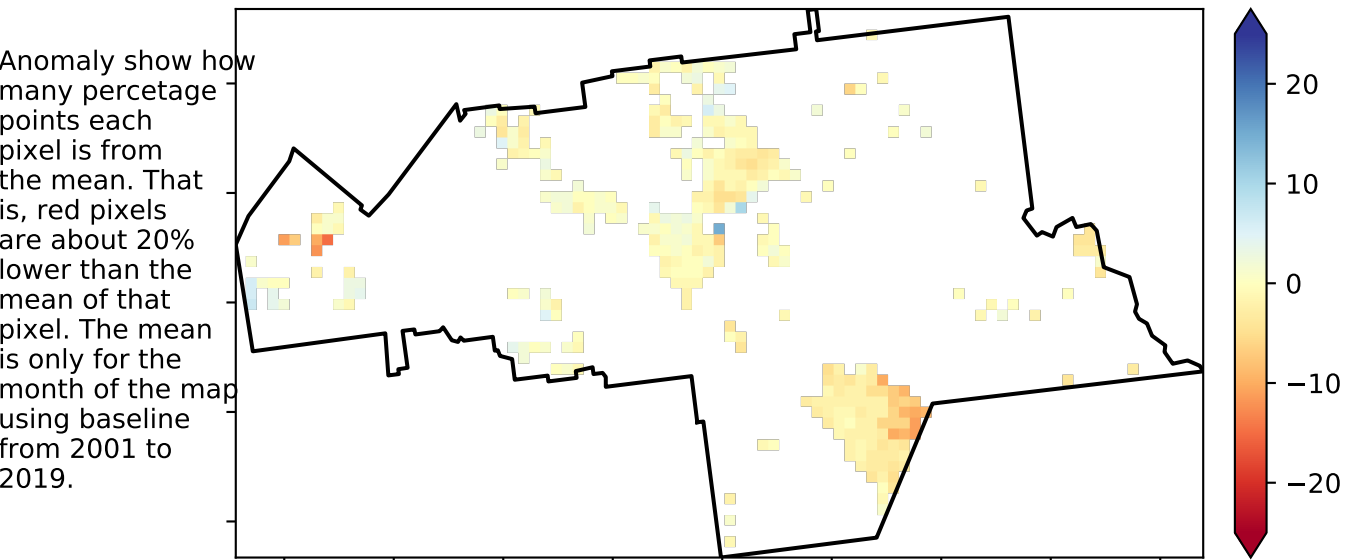 Anomaly show how
many percetage
points each
pixel is from
the mean. That
is, red pixels
are about 20%
lower than the
mean of that
pixel. The mean
is only for the
month of the map
using baseline
from 2001 to
2019.
20
10
0
−10
−20